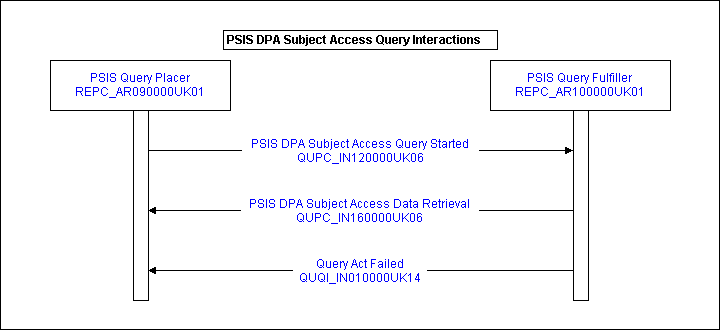 PSIS DPA Subject Access Query Interactions
PSIS Query Placer
REPC_AR090000UK01
PSIS Query Fulfiller
REPC_AR100000UK01
PSIS DPA Subject Access Query Started
QUPC_IN120000UK06
PSIS DPA Subject Access Data Retrieval
QUPC_IN160000UK06
Query Act Failed
QUQI_IN010000UK14